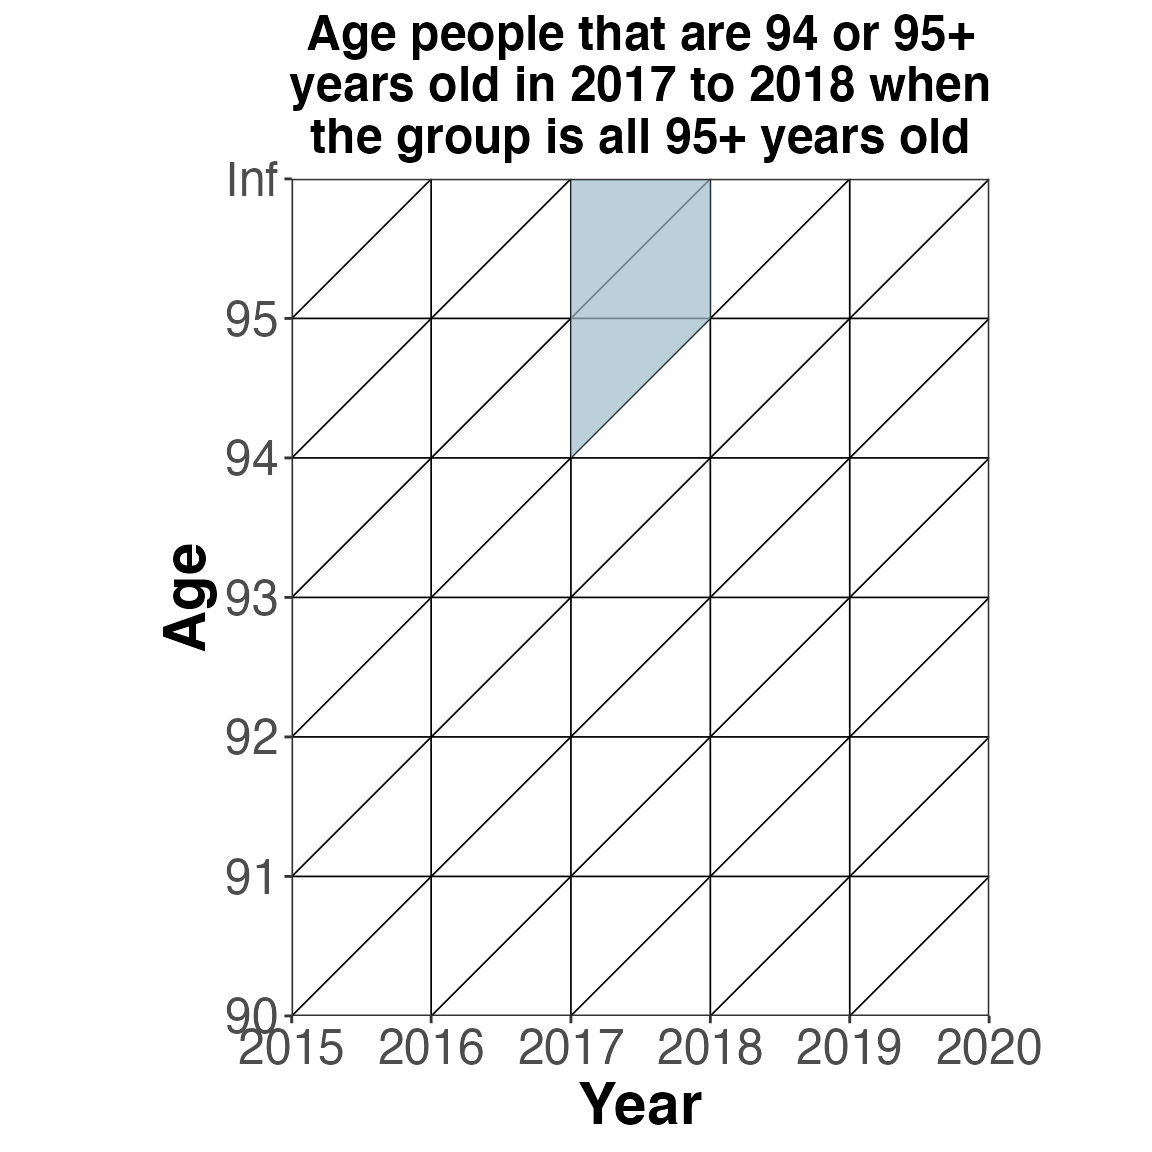 Age people that are 94 or 95+
years old in 2017 to 2018 when
the group is all 95+ years old
Inf
95
94
93
92
91
90
Age
2015 2016 2017 2018 2019 2020
Year